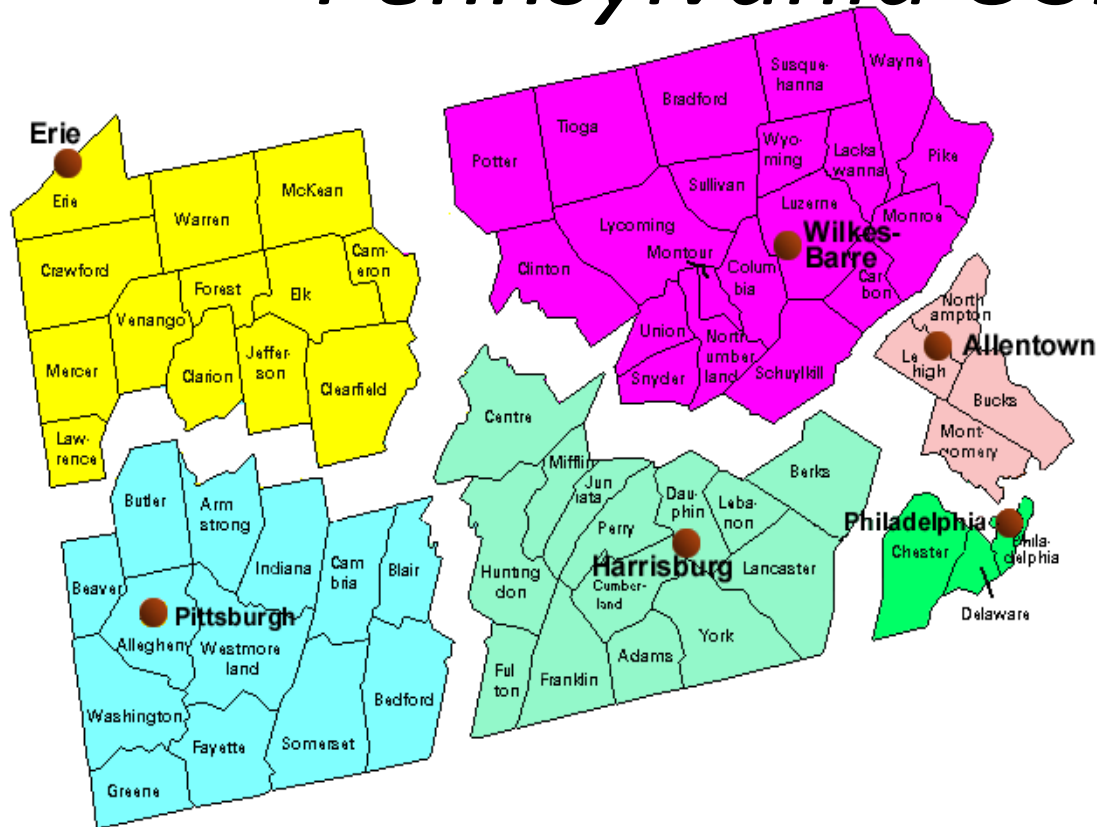 Pennsylvania
Erie
Erie
Warren
McKean
Crawford
Forest
Elk
Cam-
eron
Venango
Mercer
Clarion
Jeffer-
son
Clearfield
Law-
rence
Potter
Tioga
Bradford
Susque-
hanna
Wayne
Wyo-
ming
Lacka
wanna
Pike
Sullivan
Luzerne
Monroe
Lycoming
Clinton
Montour
Colum
bia
Wilkes-
Barre
Car
bon
Union
North
umber
land
Snyder
Schuylkill
North
ampton
Allentown
Le
high
Bucks
Mont-
gomery
Centre
Mifflin
Jun
iata
Dau-
phin
Leba-
non
Berks
Perry
Harrisburg
Hunting
don
Cumber-
land
Lancaster
York
Adams
Franklin
Ful
ton
Philadelphia
Chester
Phila-
delphia
Delaware
Butler
Arm
strong
Indiana
Cam
bria
Blair
Beaver
Pittsburgh
Allegheny
Westmore
land
Washington
Fayette
Somerset
Bedford
Greene